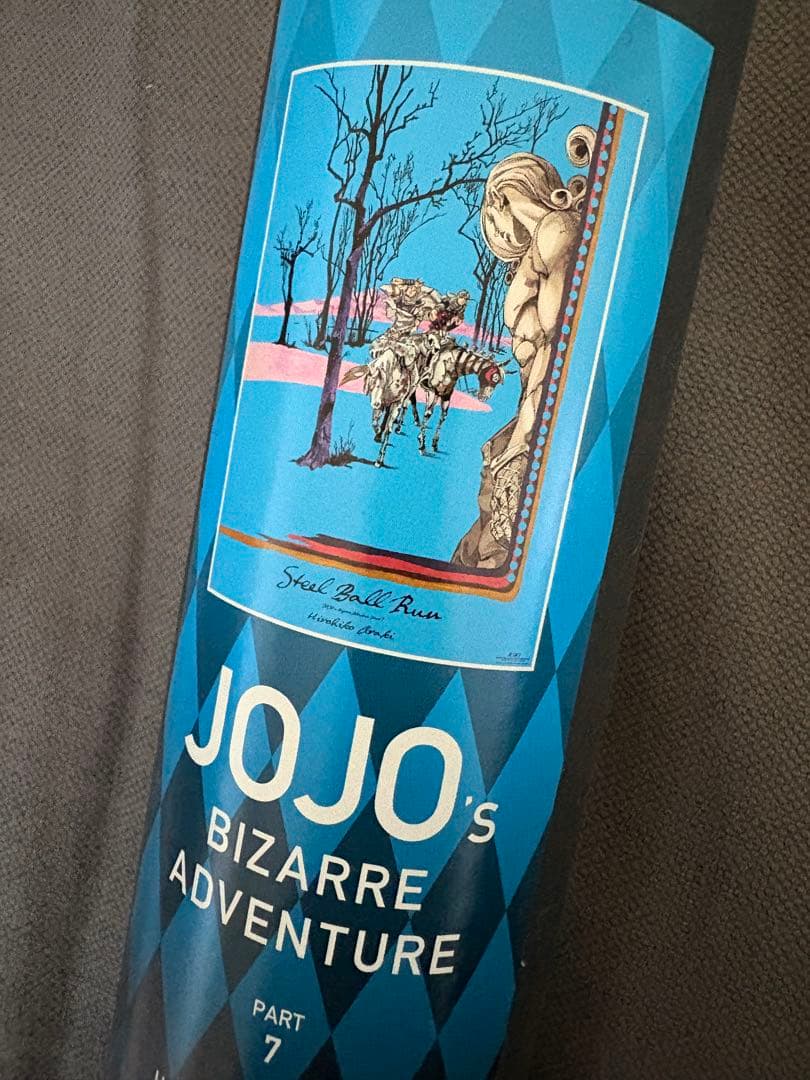 Steel Ball Run
Hirohiko Araki
JOJO's
BIZARRE
ADVENTURE
PART
7